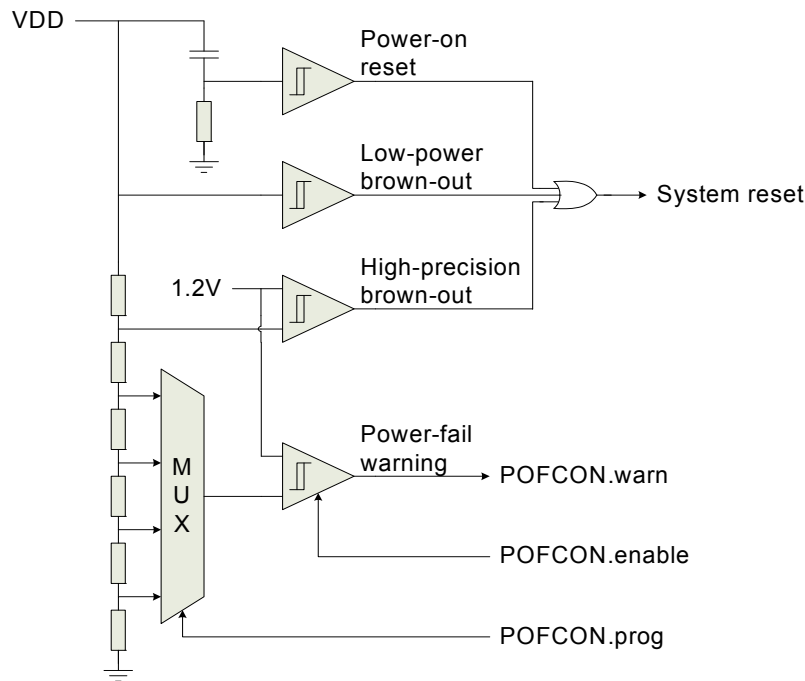 VDD
Power-on
reset
Low-power
brown-out
System reset
High-precision
brown-out
1.2V
Power-fail
warning
MUX
POFCON.warn
POFCON.enable
POFCON.prog